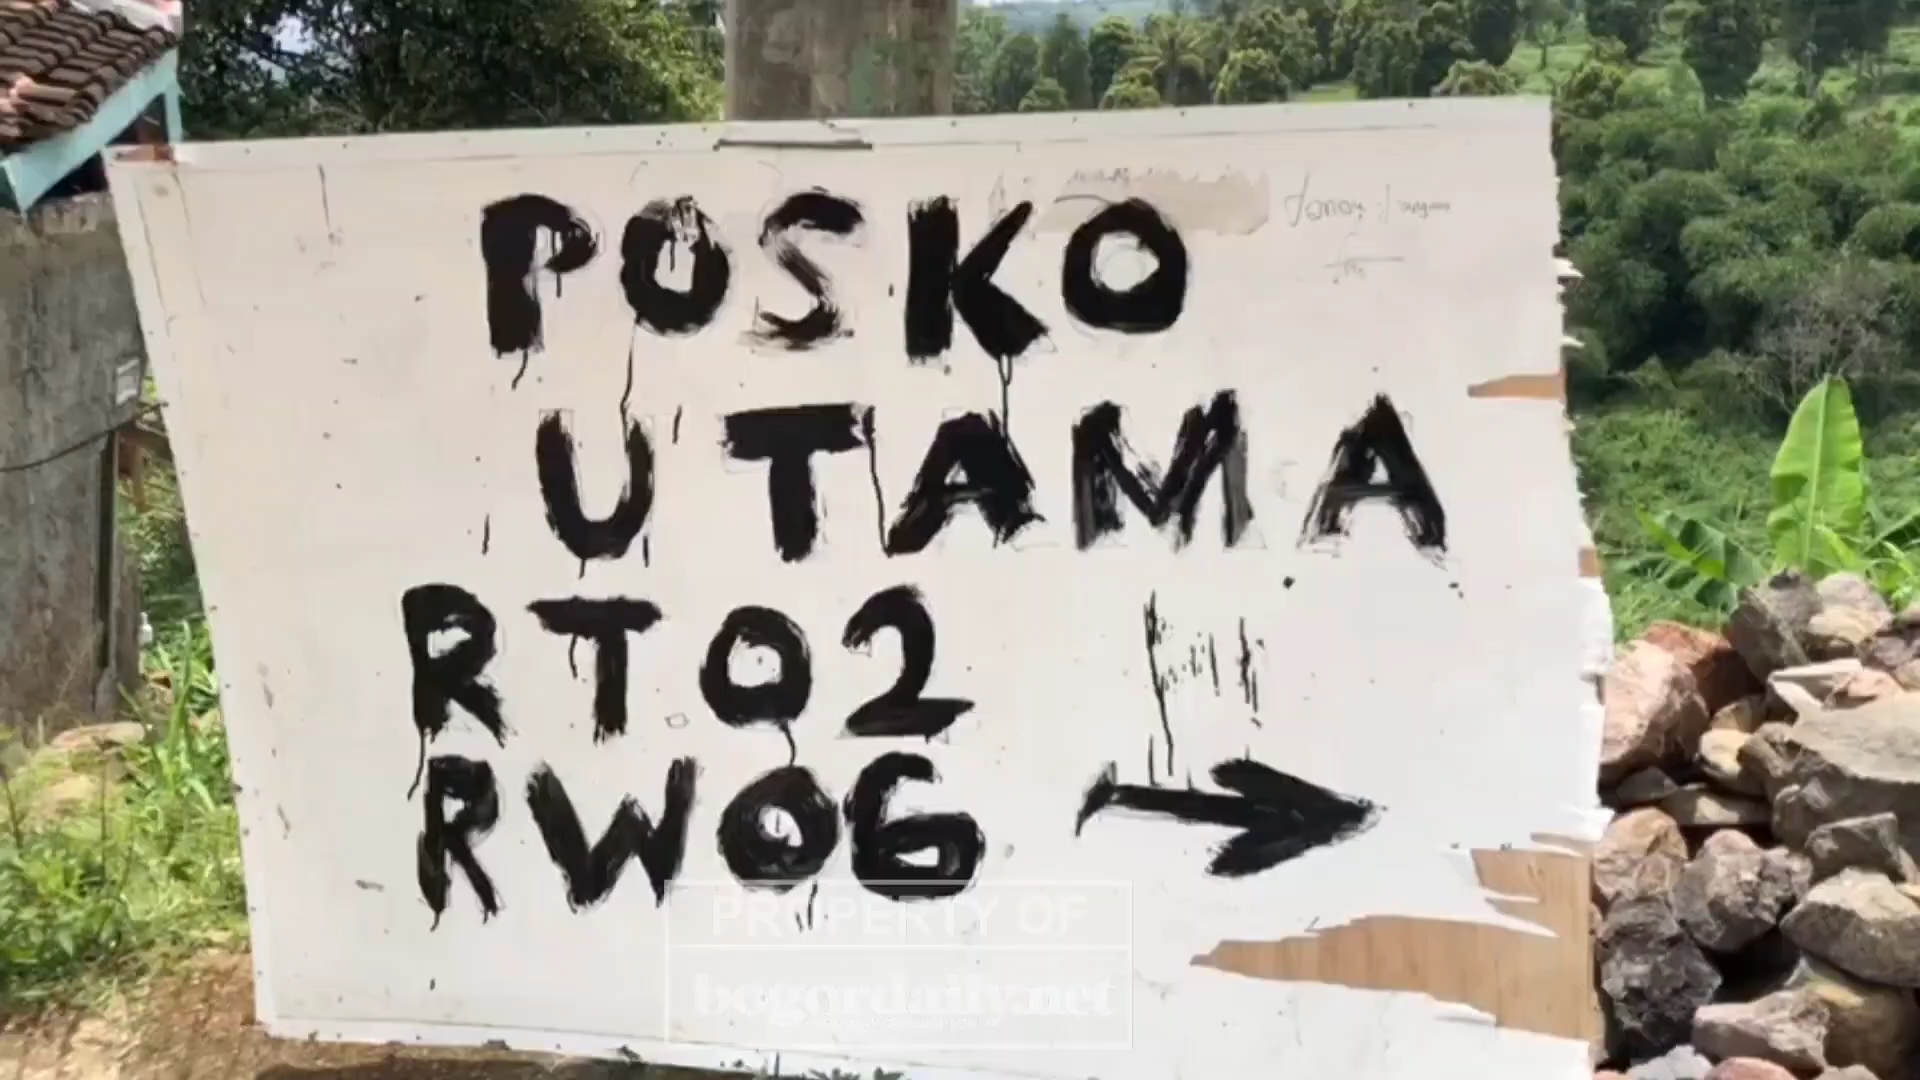 POSKO
UTAMA
RT02
RW06
PROPERTY OF
bogordaily.net